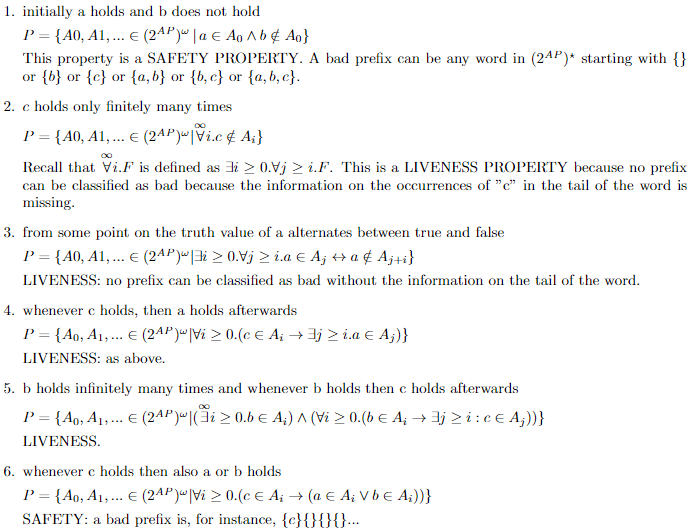 1. initially a holds and b does not hold
P = {A0, A1, ... ∈ (2^{AP})^ω | a ∈ A_0 ∧ b ∉ A_0}
This property is a SAFETY PROPERTY. A bad prefix can be any word in (2^{AP})* starting with {}
or {b} or {c} or {a, b} or {b, c} or {a, b, c}.
2. c holds only finitely many times
P = {A0, A1, ... ∈ (2^{AP})^ω|∀^∞i.c ∉ A_i}
Recall that ∀^∞i.F is defined as ∃i ≥ 0.∀j ≥ i.F. This is a LIVENESS PROPERTY because no prefix
can be classified as bad because the information on the occurrences of "c" in the tail of the word is
missing.
3. from some point on the truth value of a alternates between true and false
P = {A0, A1, ... ∈ (2^{AP})^ω|∃i ≥ 0.∀j ≥ i.a ∈ A_j ↔ a ∉ A_{j+i}}
LIVENESS: no prefix can be classified as bad without the information on the tail of the word.
4. whenever c holds, then a holds afterwards
P = {A_0, A_1, ... ∈ (2^{AP})^ω|∀i ≥ 0.(c ∈ A_i → ∃j ≥ i.a ∈ A_j)}
LIVENESS: as above.
5. b holds infinitely many times and whenever b holds then c holds afterwards
P = {A_0, A_1, ... ∈ (2^{AP})^ω|(∃^∞i ≥ 0.b ∈ A_i) ∧ (∀i ≥ 0.(b ∈ A_i → ∃j ≥ i : c ∈ A_j))}
LIVENESS.
6. whenever c holds then also a or b holds
P = {A_0, A_1, ... ∈ (2^{AP})^ω|∀i ≥ 0.(c ∈ A_i → (a ∈ A_i ∨ b ∈ A_i))}
SAFETY: a bad prefix is, for instance, {c}{}{}{}...